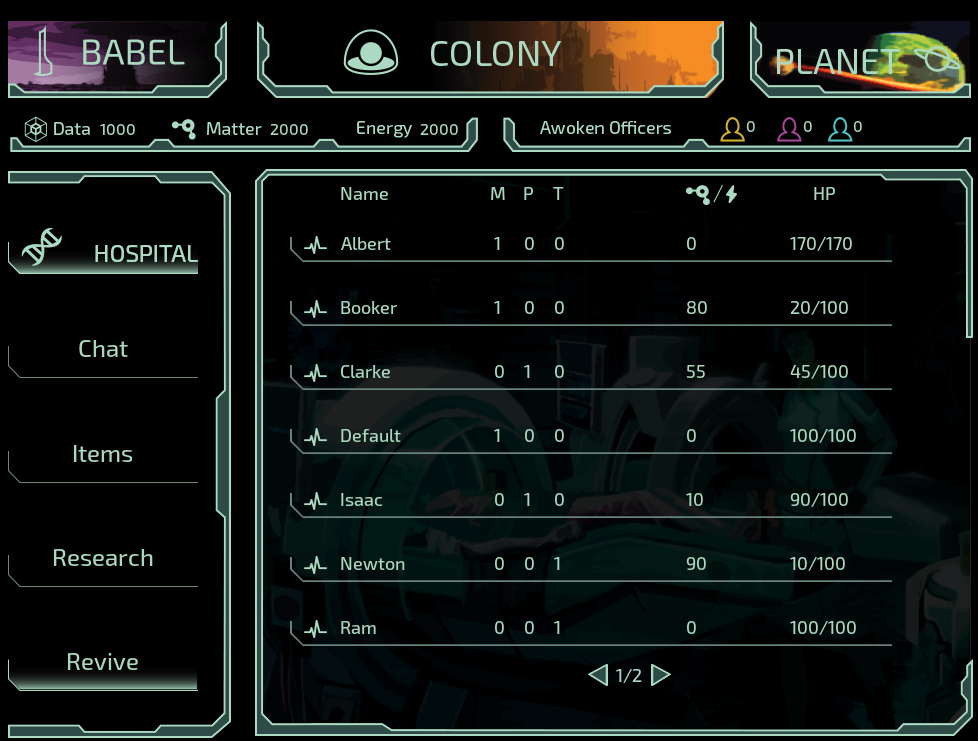 BABEL COLONY PLANET
Data 1000 Matter 2000 Energy 2000 Awoken Officers 0 0 0
HOSPITAL
Chat
Items
Research
Revive
Name M P T / HP
Albert 1 0 0 0 170/170
Booker 1 0 0 80 20/100
Clarke 0 1 0 55 45/100
Default 1 0 0 0 100/100
Isaac 0 1 0 10 90/100
Newton 0 0 1 90 10/100
Ram 0 0 1 0 100/100
1/2